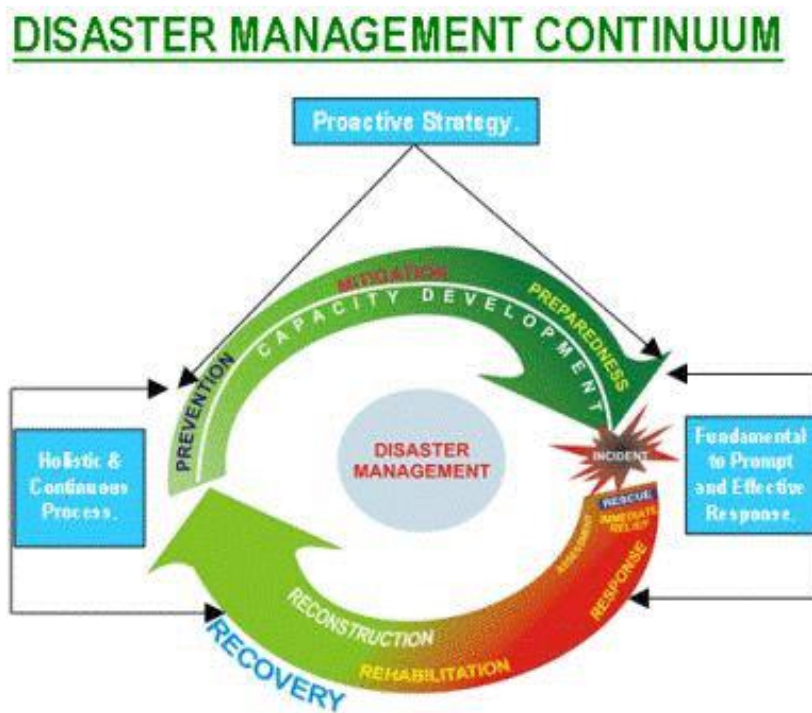 DISASTER MANAGEMENT CONTINUUM
Proactive Strategy.
MITIGATION
CAPACITY DEVELOPMENT
PREPAREDNESS
PREVENTION
Holistic &
Continuous
Process.
DISASTER
MANAGEMENT
INCIDENT
Fundamental
to Prompt
and Effective
Response.
RESCUE
IMMEDIATE
RELIEF
ASSESSMENT
RESPONSE
RECONSTRUCTION
REHABILITATION
RECOVERY